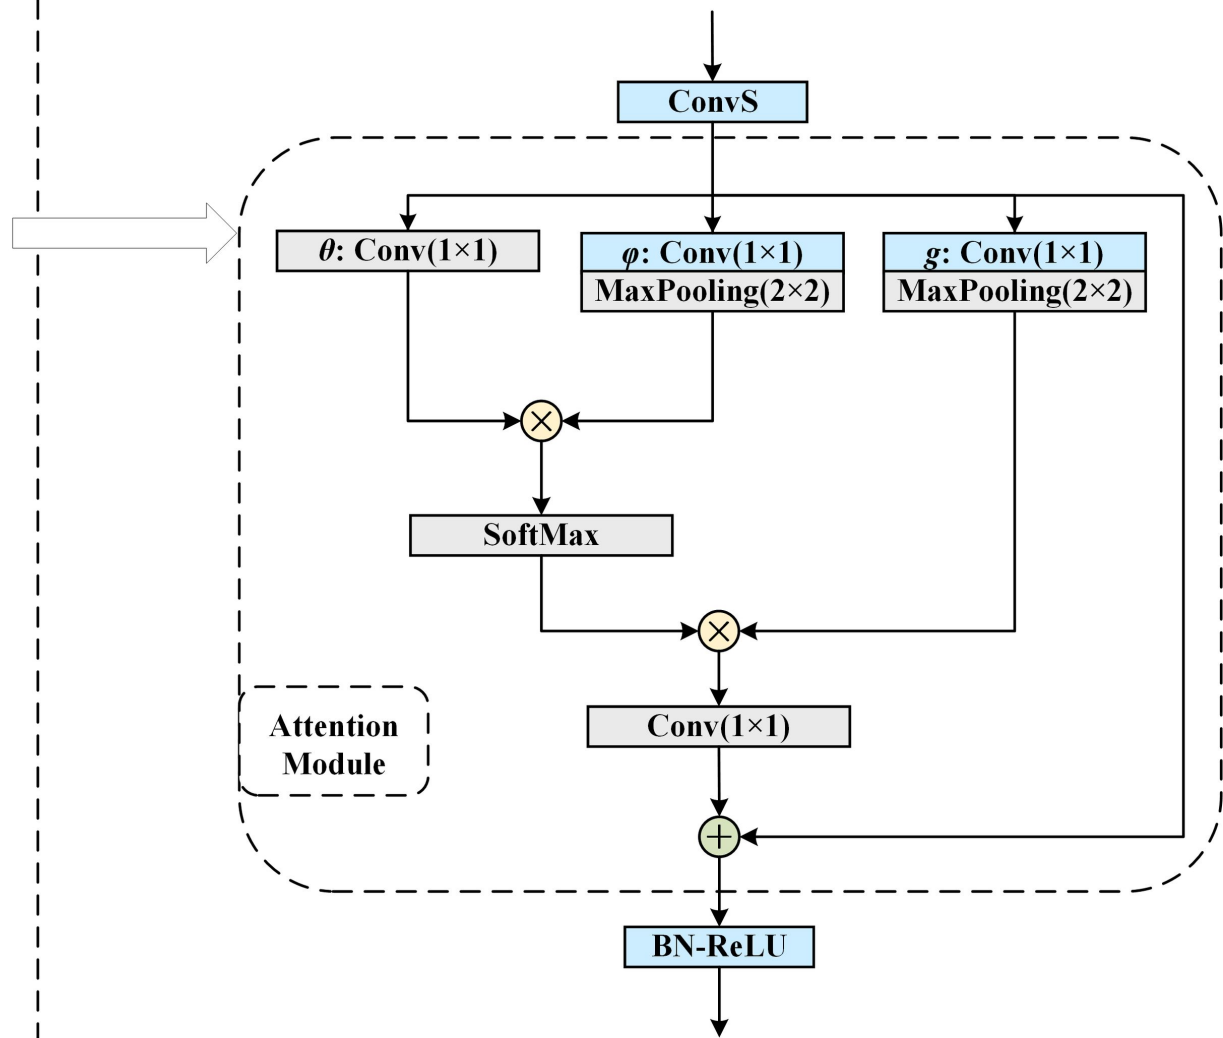 ConvS
θ: Conv(1×1)
φ: Conv(1×1)
MaxPooling(2×2)
g: Conv(1×1)
MaxPooling(2×2)
×
SoftMax
×
Conv(1×1)
Attention
Module
+
BN-ReLU